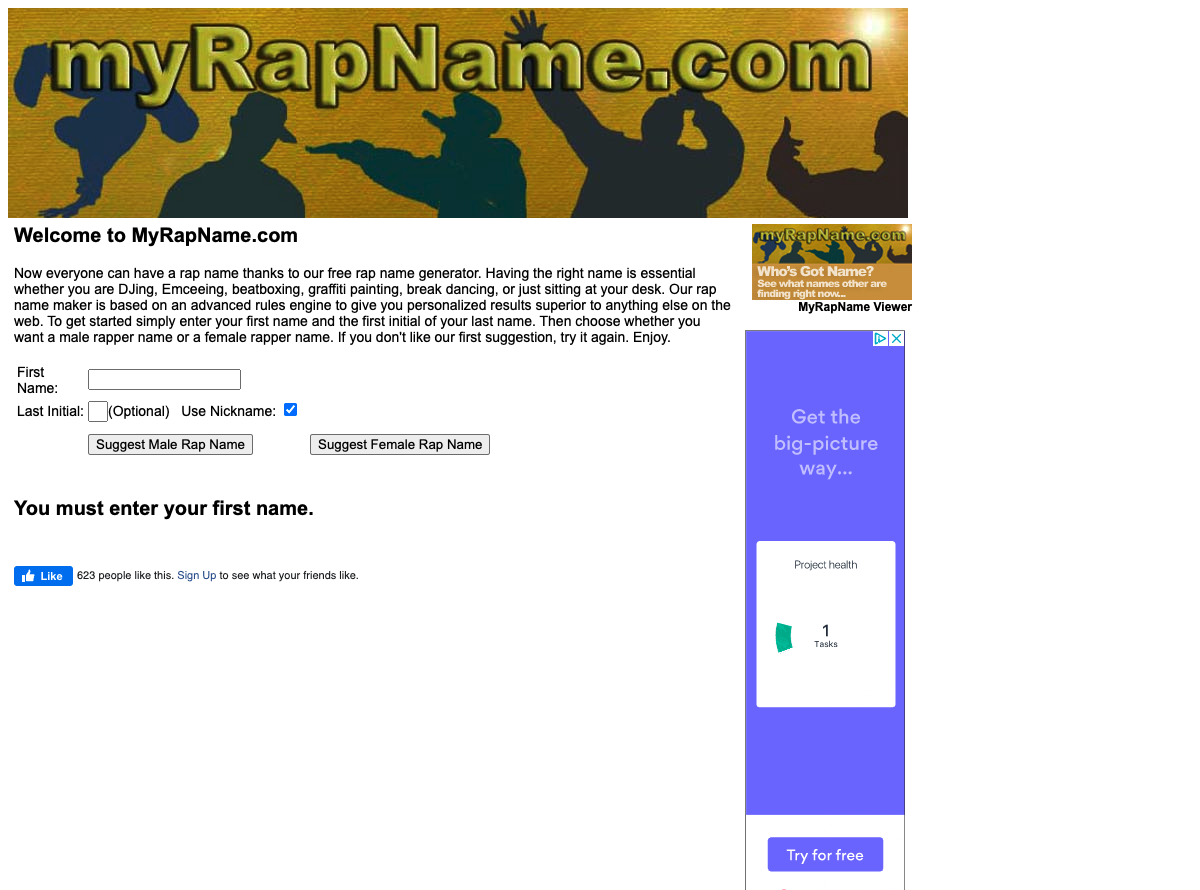 myRapName.com
Welcome to MyRapName.com
Now everyone can have a rap name thanks to our free rap name generator. Having the right name is essential
whether you are DJing, Emceeing, beatboxing, graffiti painting, break dancing, or just sitting at your desk. Our rap
name maker is based on an advanced rules engine to give you personalized results superior to anything else on the
web. To get started simply enter your first name and the first initial of your last name. Then choose whether you
want a male rapper name or a female rapper name. If you don't like our first suggestion, try it again. Enjoy.
First
Name:
Last Initial: (Optional) Use Nickname:
Suggest Male Rap Name Suggest Female Rap Name
You must enter your first name.
Like 623 people like this. Sign Up to see what your friends like.
myRapName.com
Who's Got Name?
See what names other are
finding right now...
MyRapName Viewer
Get the
big-picture
way...
Project health
1
Tasks
Try for free